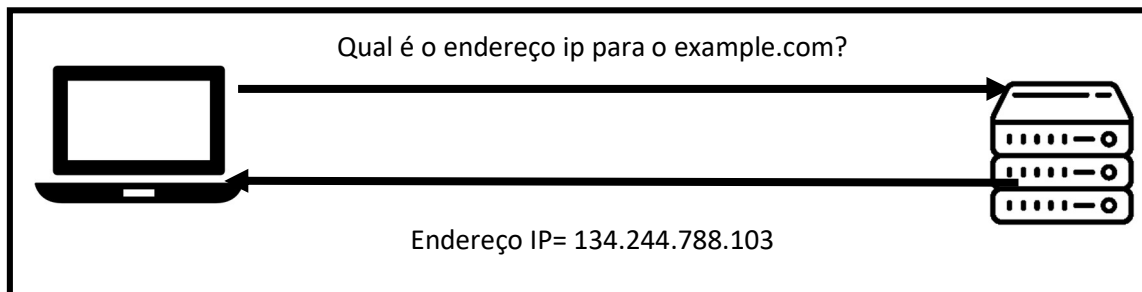 Qual é o endereço ip para o example.com?
Endereço IP= 134.244.788.103